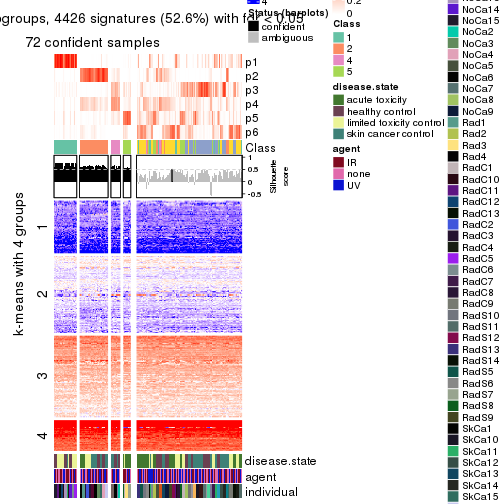 groups, 4426 signatures (52.6%) with fdr < 0.05
72 confident samples
p1
p2
p3
p4
p5
p6
Class
1
0.5
0
-0.5
Silhouette
score
k-means with 4 groups
1
2
3
4
disease.state
agent
individual
4
Status (barplots)
confident
ambiguous
0.2
0
Class
1
2
4
5
disease.state
acute toxicity
healthy control
limited toxicity control
skin cancer control
agent
IR
none
UV
NoCa14
NoCa15
NoCa2
NoCa3
NoCa5
NoCa6
NoCa7
NoCa8
NoCa9
Rad1
Rad2
Rad3
Rad4
RadC1
RadC10
RadC11
RadC12
RadC13
RadC2
RadC3
RadC4
RadC5
RadC6
RadC7
RadC8
RadC9
RadS10
RadS11
RadS12
RadS13
RadS14
RadS5
RadS6
RadS7
RadS8
RadS9
SkCa1
SkCa10
SkCa11
SkCa12
SkCa13
SkCa14
SkCa15